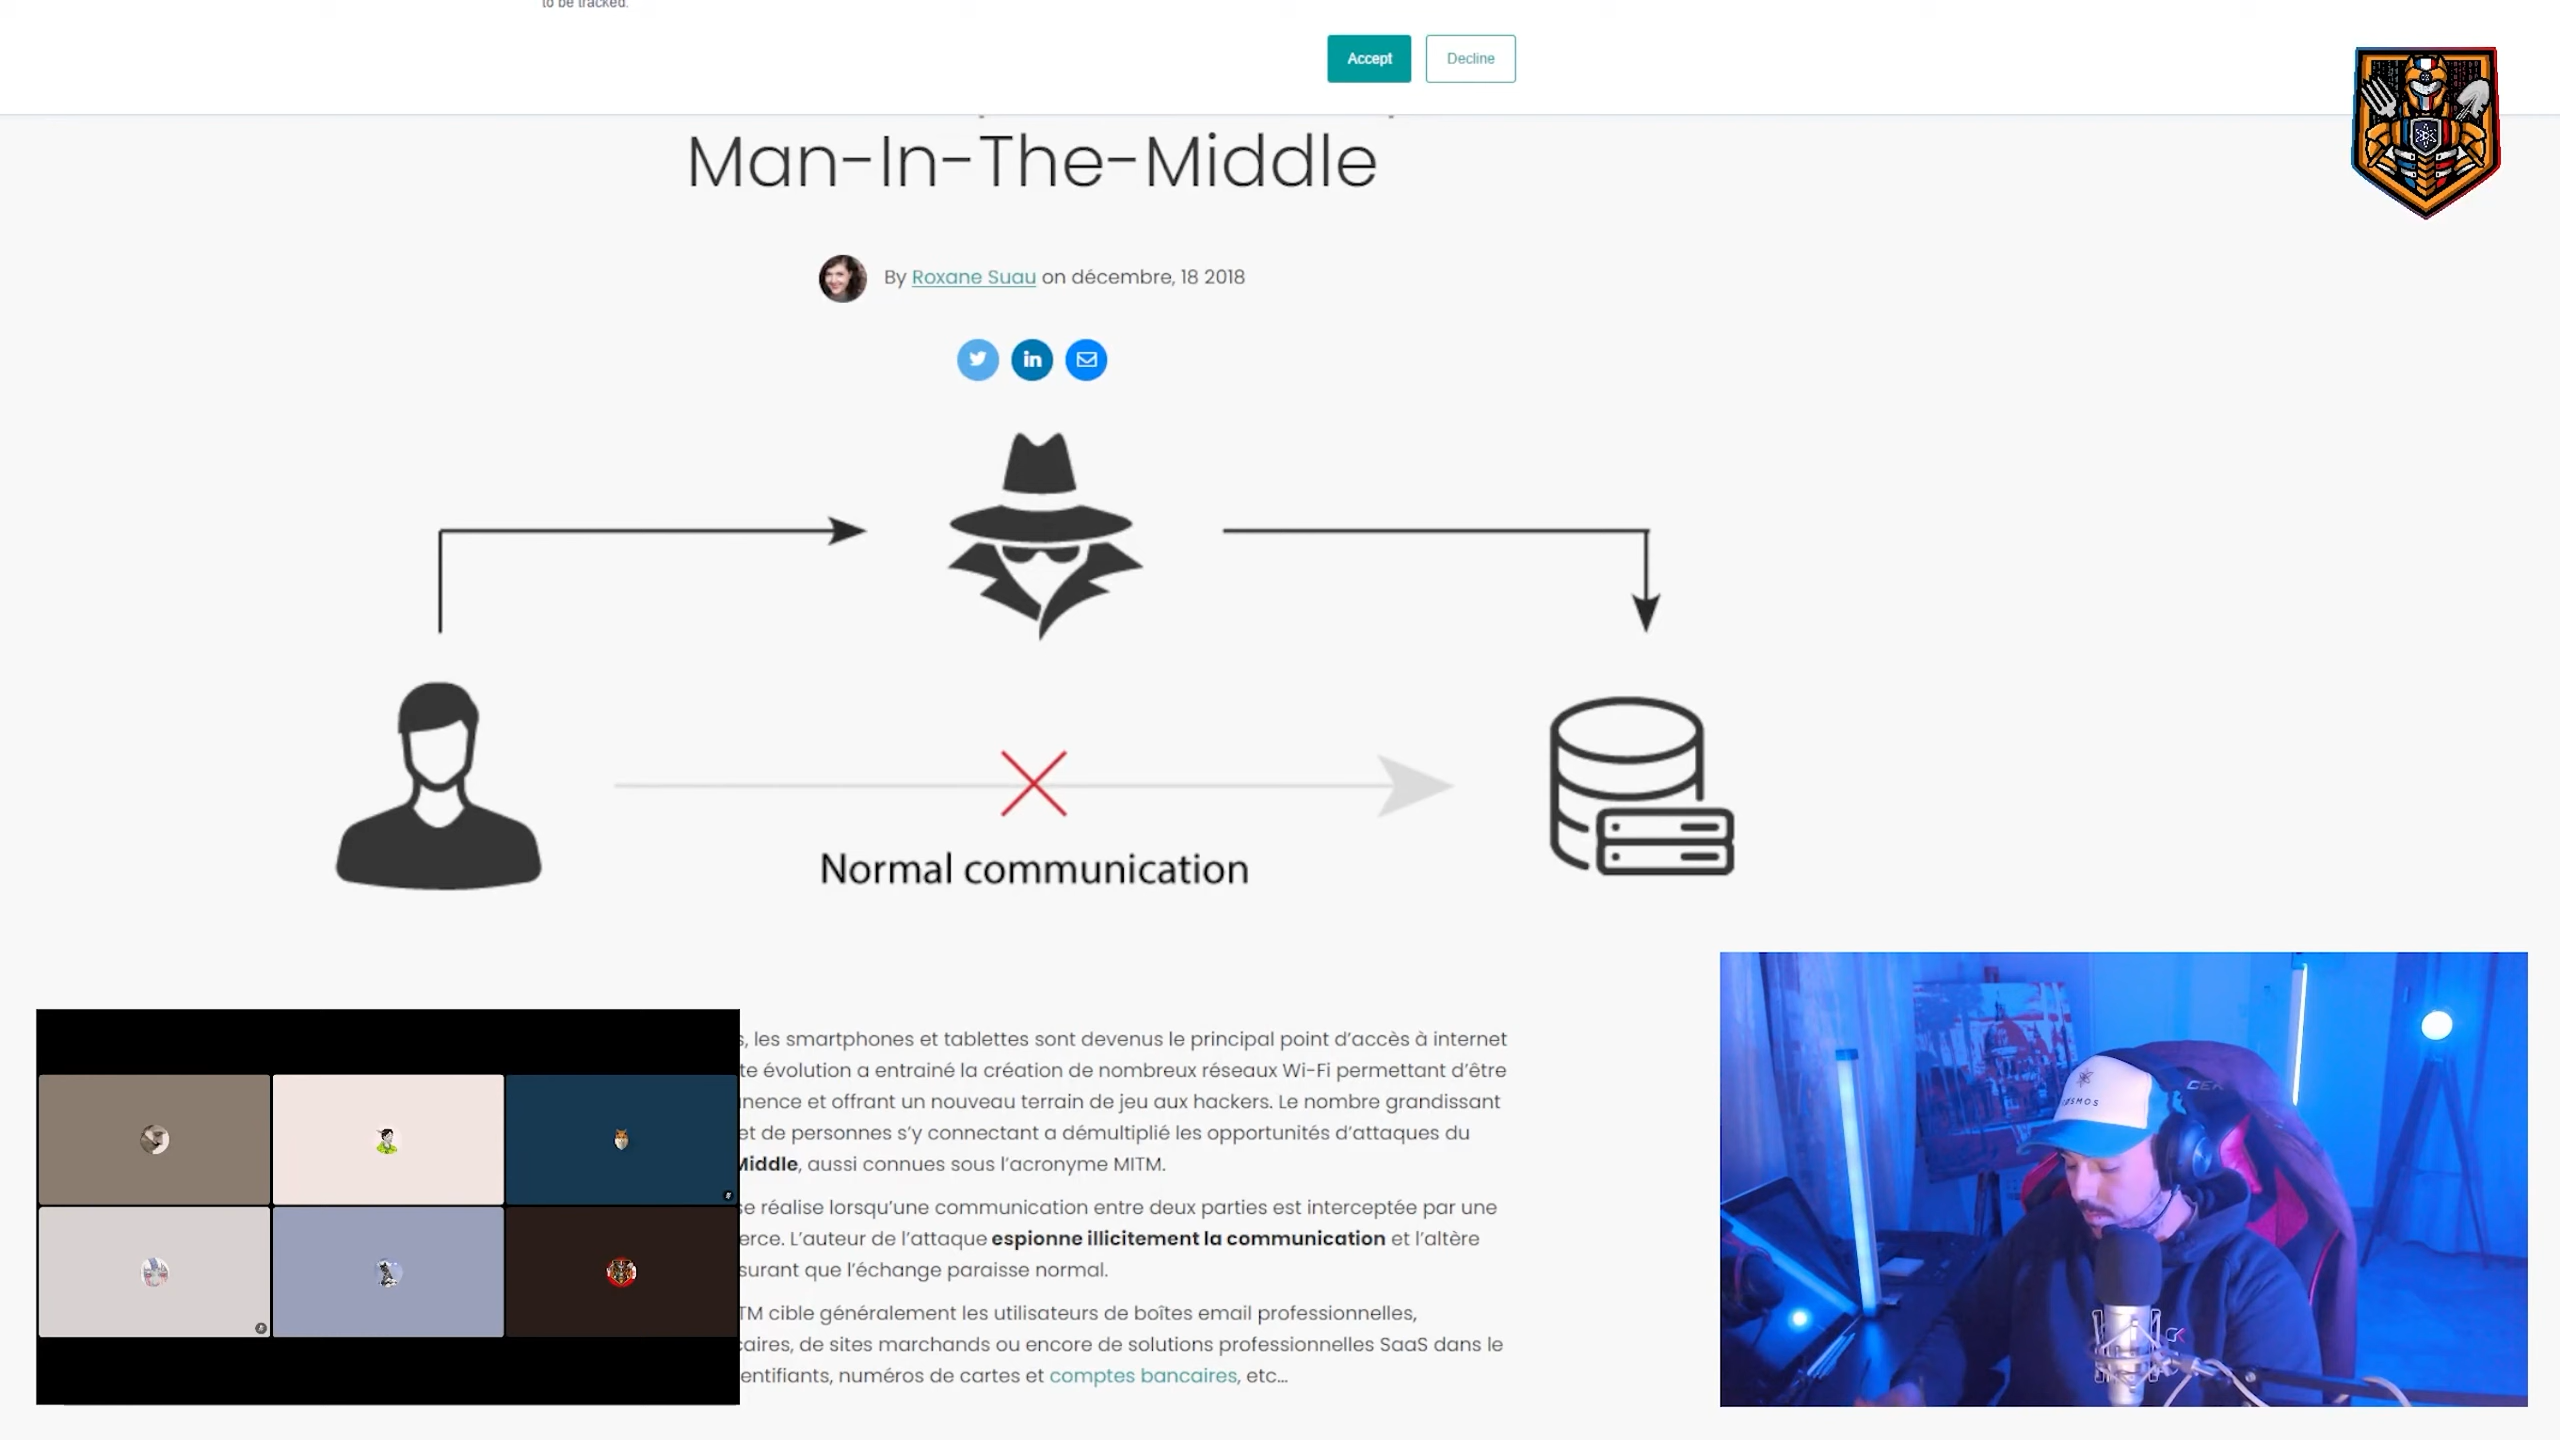 to be tracked.
Accept
Decline
Man-In-The-Middle
By Roxane Suau on décembre, 18 2018
in
Normal communication
, les smartphones et tablettes sont devenus le principal point d'accès à internet
évolution a entrainé la création de nombreux réseaux Wi-Fi permettant d'être
et offrant un nouveau terrain de jeu aux hackers. Le nombre grandissant
et de personnes s'y connectant a démultiplié les opportunités d'attaques du
Middle, aussi connues sous l'acronyme MITM.
se réalise lorsqu'une communication entre deux parties est interceptée par une
L'auteur de l'attaque espionne illicitement la communication et l'altère
que l'échange paraisse normal.
TM cible généralement les utilisateurs de boîtes email professionnelles,
de sites marchands ou encore de solutions professionnelles SaaS dans le
entifiants, numéros de cartes et comptes bancaires, etc...